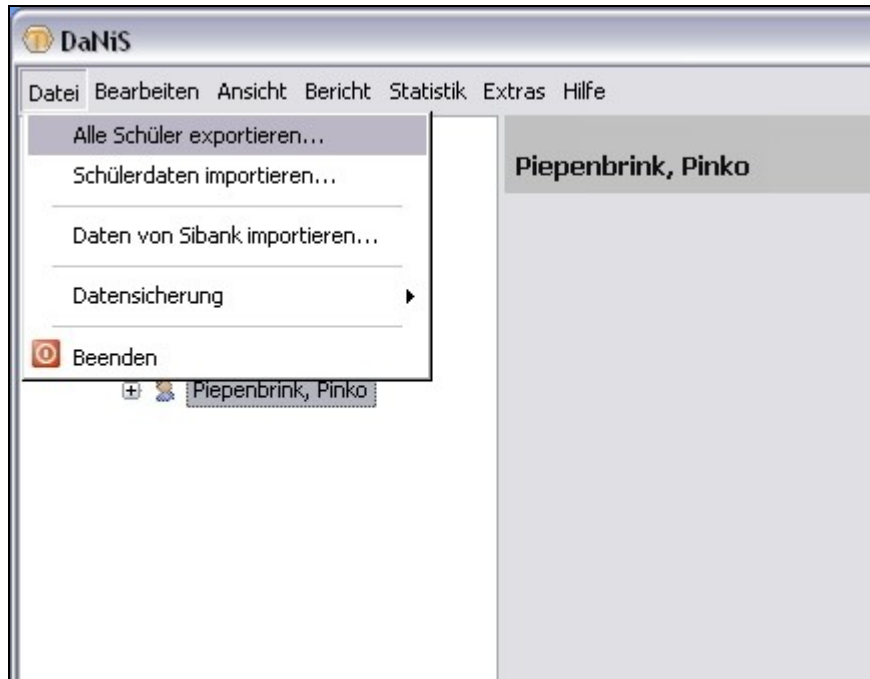 DaNiS
Datei Bearbeiten Ansicht Bericht Statistik Extras Hilfe
Alle Schüler exportieren...
Schülerdaten importieren...
Daten von Sibank importieren...
Datensicherung
Beenden
Piepenbrink, Pinko
Piepenbrink, Pinko